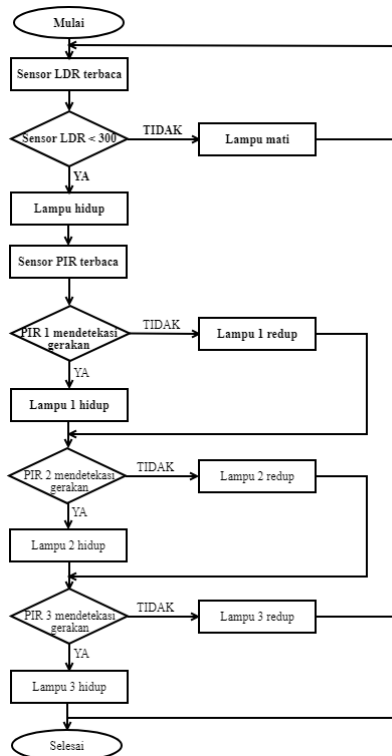 Mulai
Sensor LDR terbaca
Sensor LDR < 300
TIDAK
Lampu mati
YA
Lampu hidup
Sensor PIR terbaca
PIR 1 mendeteksi
gerakan
TIDAK
Lampu 1 redup
YA
Lampu 1 hidup
PIR 2 mendetekasi
gerakan
TIDAK
Lampu 2 redup
YA
Lampu 2 hidup
PIR 3 mendetekasi
gerakan
TIDAK
Lampu 3 redup
YA
Lampu 3 hidup
Selesai